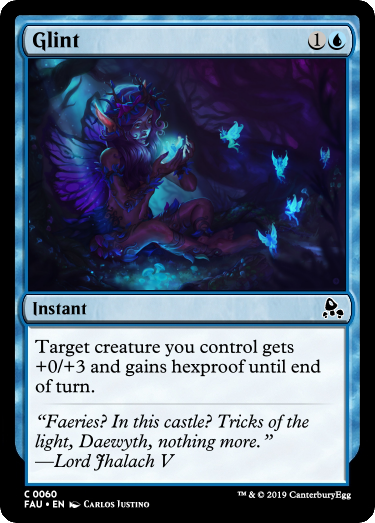 Glint 1
Instant
Target creature you control gets
+0/+3 and gains hexproof until end
of turn.
“Faeries? In this castle? Tricks of the
light, Daewyth, nothing more.”
—Lord Jhalach V
C 0060
FAU • EN Carlos Justino
™ & © 2019 CanterburyEgg